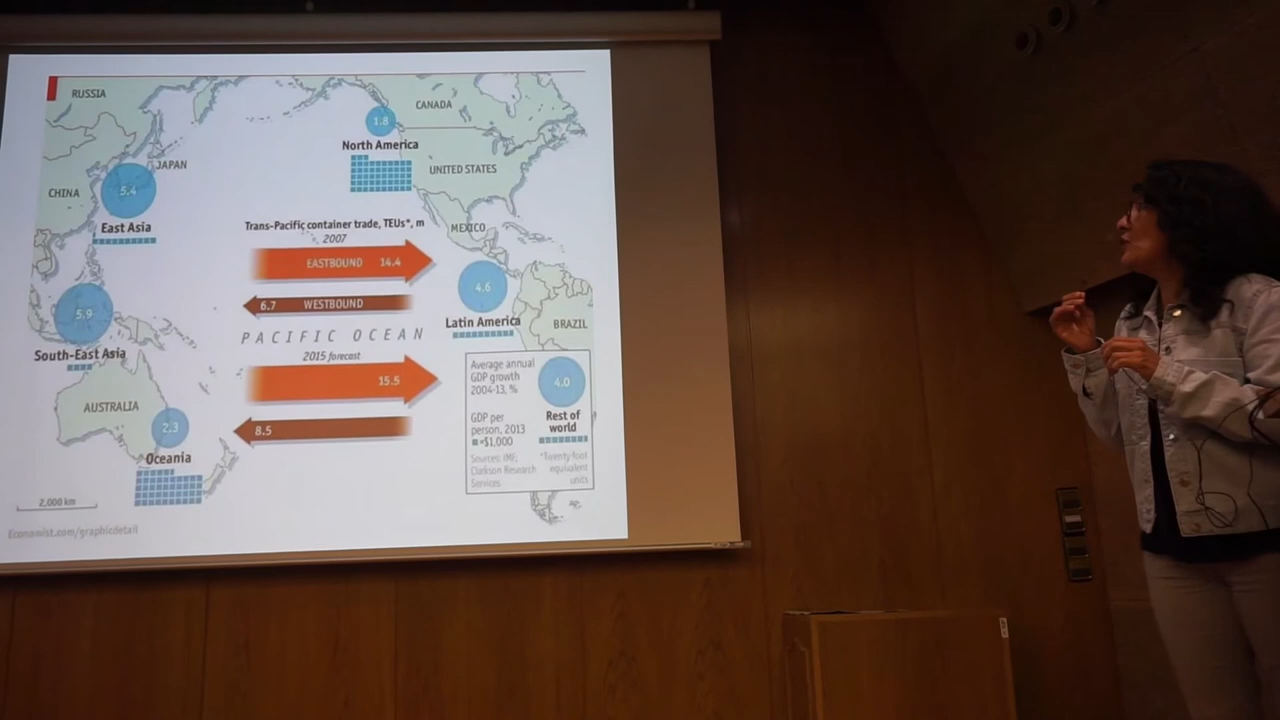 RUSSIA
CANADA
1.8
North America
JAPAN
UNITED STATES
CHINA
5.4
East Asia
MEXICO
Trans-Pacific container trade, TEUs*, m
2007
EASTBOUND 14.4
4.6
Latin America
6.7 WESTBOUND
5.9
South-East Asia
PACIFIC OCEAN
BRAZIL
2015 forecast
15.5
AUSTRALIA
2.3
Oceania
8.5
Average annual
GDP growth
2004-13, %
4.0
Rest of
world
GDP per
person, 2013
=$1,000
Sources: IMF;
Clarkson Research
Services
*Twenty-foot
equivalent
units
2,000 km
Economist.com/graphicdetail